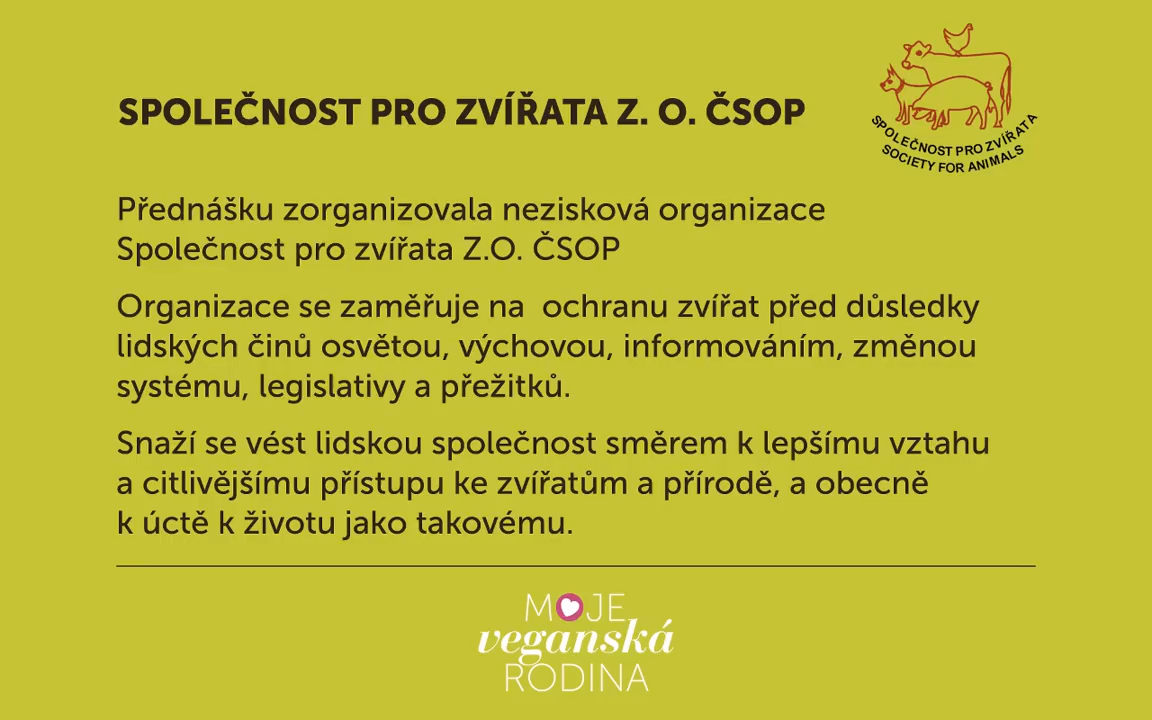 SPOLEČNOST PRO ZVÍŘATA Z. O. ČSOP
SPOLEČNOST PRO ZVÍŘATA
SOCIETY FOR ANIMALS
Přednášku zorganizovala nezisková organizace
Společnost pro zvířata Z.O. ČSOP
Organizace se zaměřuje na  ochranu zvířat před důsledky
lidských činů osvětou, výchovou, informováním, změnou
systému, legislativy a přežitků.
Snaží se vést lidskou společnost směrem k lepšímu vztahu
a citlivějšímu přístupu ke zvířatům a přírodě, a obecně
k úctě k životu jako takovému.
MOJE
veganská
RODINA